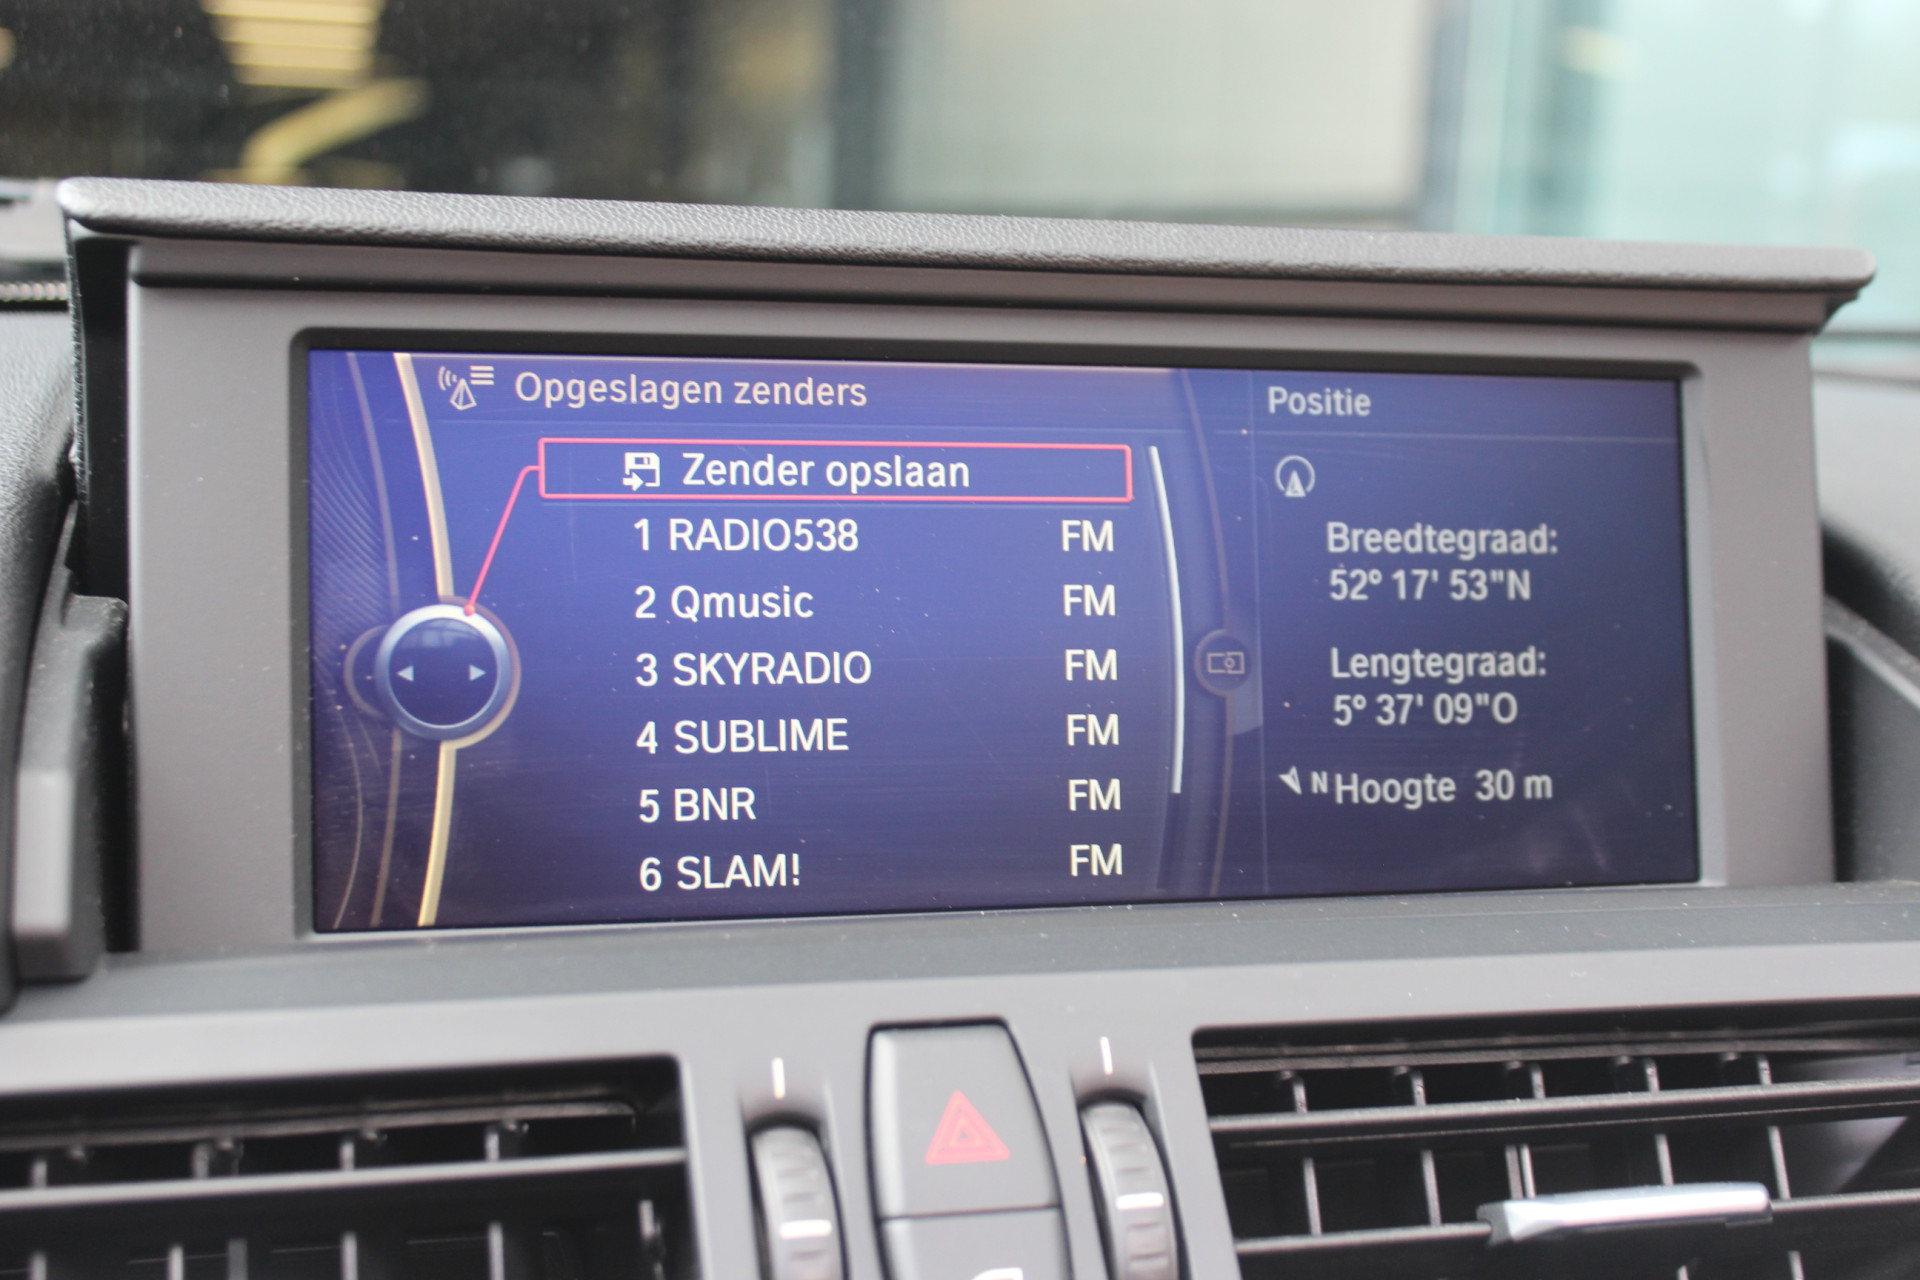 Opgeslagen zenders
Zender opslaan
1 RADIO538 FM
2 Qmusic FM
3 SKYRADIO FM
4 SUBLIME FM
5 BNR FM
6 SLAM! FM
Positie
Breedtegraad:
52° 17' 53"N
Lengtegraad:
5° 37' 09"O
N Hoogte 30 m